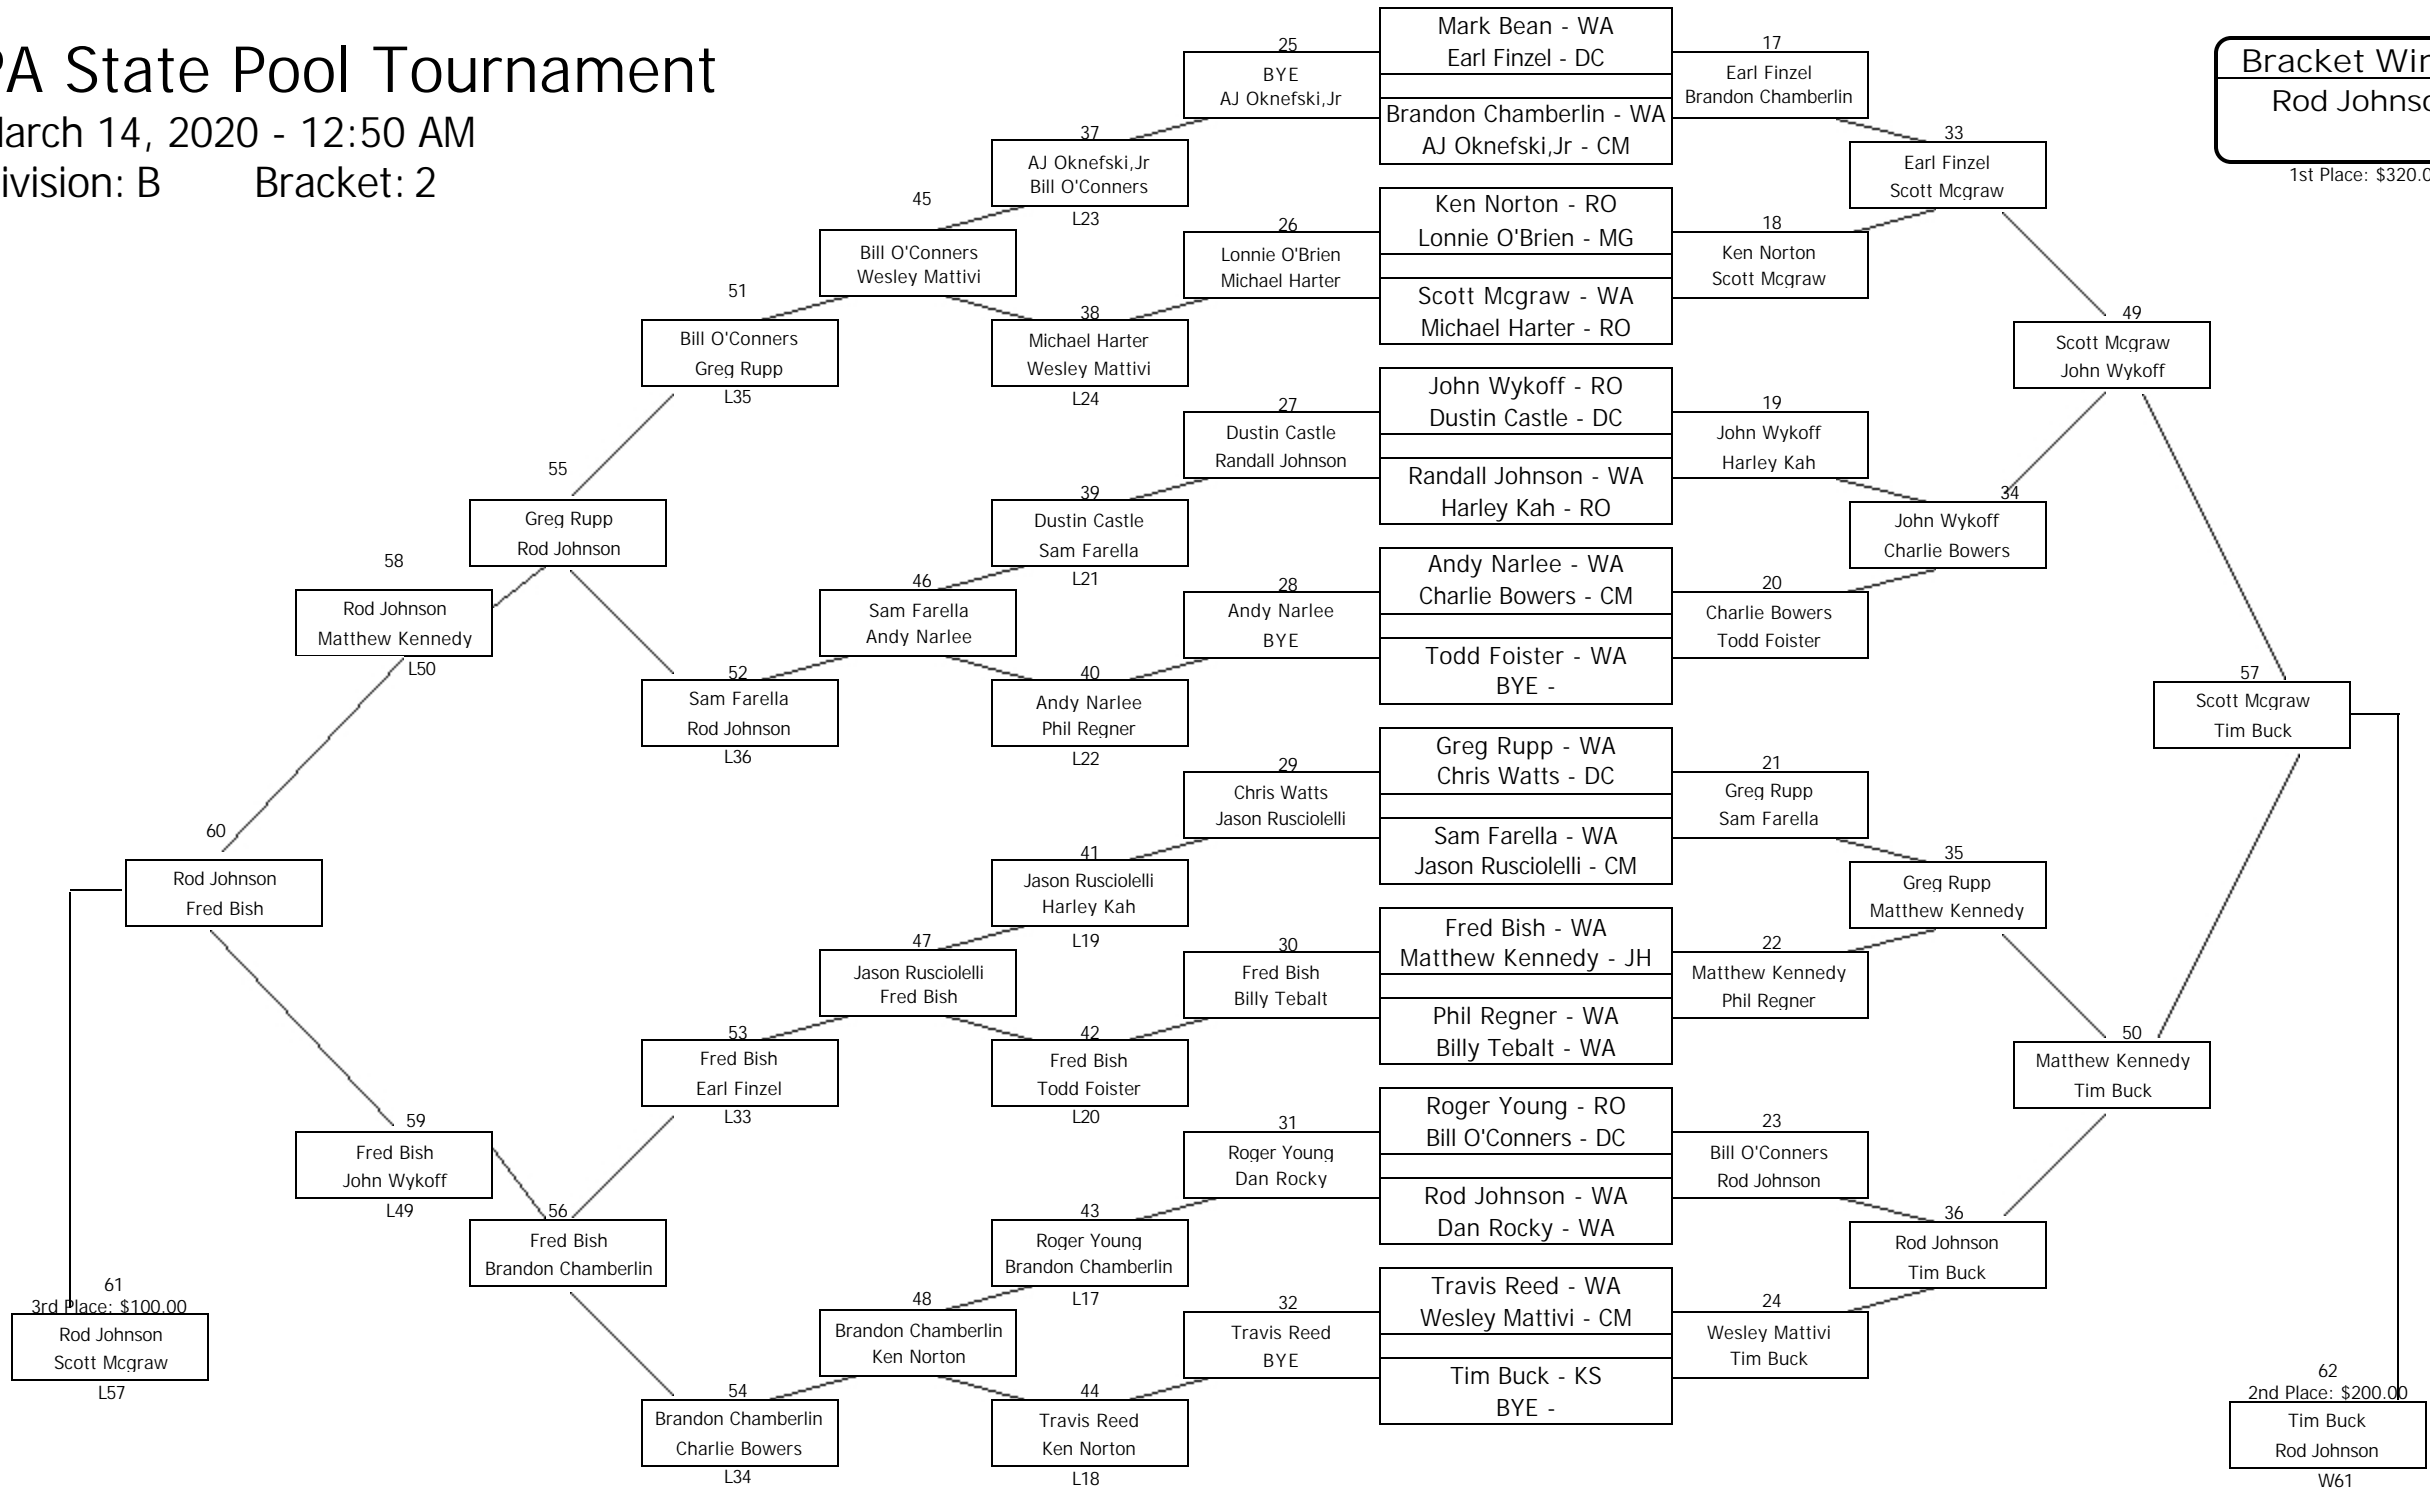 PA State Pool Tournament
March 14, 2020 - 12:50 AM
ivision: B Bracket: 2
60
Rod Johnson
Fred Bish
61
3rd Place: $100.00
Rod Johnson
Scott Mcgraw
L57
58
Rod Johnson
Matthew Kennedy
L50
59
Fred Bish
John Wykoff
L49
55
Greg Rupp
Rod Johnson
56
Fred Bish
Brandon Chamberlin
51
Bill O'Conners
Greg Rupp
L35
52
Sam Farella
Rod Johnson
L36
53
Fred Bish
Earl Finzel
L33
54
Brandon Chamberlin
Charlie Bowers
L34
45
Bill O'Conners
Wesley Mattivi
46
Sam Farella
Andy Narlee
47
Jason Rusciolelli
Fred Bish
48
Brandon Chamberlin
Ken Norton
37
AJ Oknefski,Jr
Bill O'Conners
L23
38
Michael Harter
Wesley Mattivi
L24
39
Dustin Castle
Sam Farella
L21
40
Andy Narlee
Phil Regner
L22
41
Jason Rusciolelli
Harley Kah
L19
42
Fred Bish
Todd Foister
L20
43
Roger Young
Brandon Chamberlin
L17
44
Travis Reed
Ken Norton
L18
25
BYE
AJ Oknefski,Jr
26
Lonnie O'Brien
Michael Harter
27
Dustin Castle
Randall Johnson
28
Andy Narlee
BYE
29
Chris Watts
Jason Rusciolelli
30
Fred Bish
Billy Tebalt
31
Roger Young
Dan Rocky
32
Travis Reed
BYE
Mark Bean - WA
Earl Finzel - DC
Brandon Chamberlin - WA
AJ Oknefski,Jr - CM
Ken Norton - RO
Lonnie O'Brien - MG
Scott Mcgraw - WA
Michael Harter - RO
John Wykoff - RO
Dustin Castle - DC
Randall Johnson - WA
Harley Kah - RO
Andy Narlee - WA
Charlie Bowers - CM
Todd Foister - WA
BYE -
Greg Rupp - WA
Chris Watts - DC
Sam Farella - WA
Jason Rusciolelli - CM
Fred Bish - WA
Matthew Kennedy - JH
Phil Regner - WA
Billy Tebalt - WA
Roger Young - RO
Bill O'Conners - DC
Rod Johnson - WA
Dan Rocky - WA
Travis Reed - WA
Wesley Mattivi - CM
Tim Buck - KS
BYE -
17
Earl Finzel
Brandon Chamberlin
18
Ken Norton
Scott Mcgraw
19
John Wykoff
Harley Kah
20
Charlie Bowers
Todd Foister
21
Greg Rupp
Sam Farella
22
Matthew Kennedy
Phil Regner
23
Bill O'Conners
Rod Johnson
24
Wesley Mattivi
Tim Buck
33
Earl Finzel
Scott Mcgraw
34
John Wykoff
Charlie Bowers
35
Greg Rupp
Matthew Kennedy
36
Rod Johnson
Tim Buck
49
Scott Mcgraw
John Wykoff
50
Matthew Kennedy
Tim Buck
57
Scott Mcgraw
Tim Buck
Bracket Win
Rod Johnso
1st Place: $320.0
62
2nd Place: $200.00
Tim Buck
Rod Johnson
W61